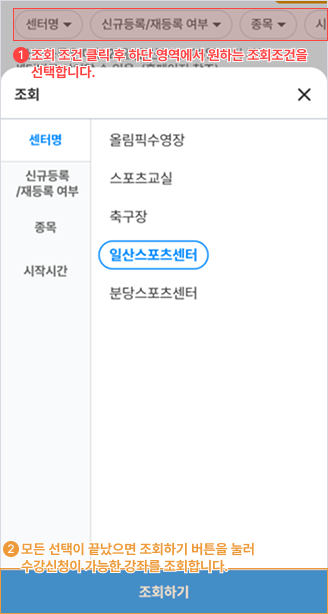 센터명 신규등록/재등록 여부 종목 시
1 조회 조건 클릭 후 하단 영역에서 원하는 조회조건을
선택합니다.
조회
센터명
올림픽수영장
신규등록
/재등록 여부
스포츠교실
종목
축구장
시작시간
일산스포츠센터
분당스포츠센터
2 모든 선택이 끝났으면 조회하기 버튼을 눌러
수강신청이 가능한 강좌를 조회합니다.
조회하기